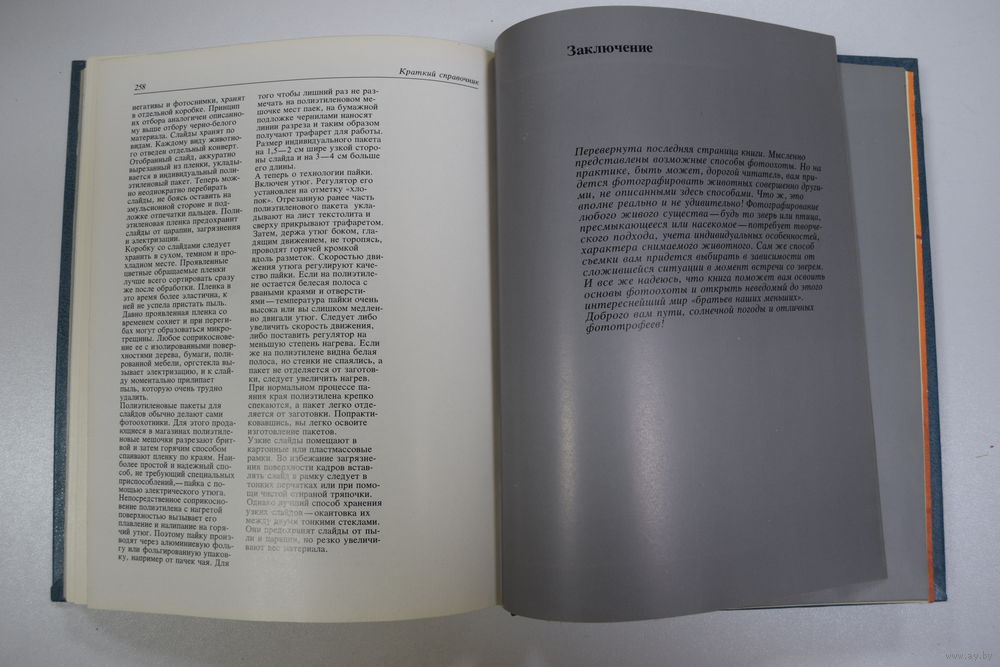 258
Краткий справочник
негативы и фотоснимки, хранят
в отдельной коробке. Принцип
их отбора аналогичен описанно-
му выше отбору черно-белого
материала. Слайды хранят по
видам. Каждому виду животно-
го отведен отдельный конверт.
Отобранный слайд, аккуратно
вырезанный из пленки, уклады-
вается в индивидуальный поли-
этиленовый пакет. Теперь мож-
но неоднократно перебирать
слайды, не боясь оставить на
эмульсионной стороне и под-
ложке отпечатки пальцев. Поли-
этиленовая пленка предохранит
слайды от царапин, загрязнения
и электризации.
Коробку со слайдами следует
хранить в сухом, темном и про-
хладном месте. Проявленные
цветные обращаемые пленки
лучше всего сортировать сразу
же после обработки. Пленка в
это время более эластична, к
ней не успела пристать пыль.
Давно проявленная пленка со
временем сохнет и при переги-
бах могут образоваться микро-
трещины. Любое соприкоснове-
ние ее с изолированными повер-
хностями дерева, бумаги, поли-
рованной мебели, оргстекла вы-
зывает электризацию, и к слай-
ду моментально прилипает
пыль, которую очень трудно
удалить.
Полиэтиленовые пакеты для
слайдов обычно делают сами
фотоохотники. Для этого прода-
ющиеся в магазинах полиэтиле-
новые мешочки разрезают брит-
вой и затем горячим способом
спаивают пленку по краям. Наи-
более простой и надежный спо-
соб, не требующий специальных
приспособлений,—пайка с по-
мощью электрического утюга.
Непосредственное соприкосно-
вение полиэтилена с нагретой
поверхностью вызывает его
плавление и налипание на горя-
чий утюг. Поэтому пайку произ-
водят через алюминиевую фоль-
гу или фольгированную упаков-
ку, например от пачек чая. Для
того чтобы лишний раз не раз-
мечать на полиэтиленовом ме-
шочке мест паек, на бумажной
подложке чернилами наносят
линии разреза и таким образом
получают трафарет для работы.
Размер индивидуального пакета
на 1,5—2 см шире узкой сторо-
ны слайда и на 3—4 см больше
его длины.
А теперь о технологии пайки.
Включен утюг. Регулятор его
установлен на отметку «хло-
пок». Отрезанную ранее часть
полиэтиленового пакета укла-
дывают на лист текстолита и
сверху прикрывают трафаретом.
Затем, держа утюг боком, гла-
дящим движением, не торопясь,
проводят горячей кромкой
вдоль разметок. Скоростью дви-
жения утюга регулируют каче-
ство пайки. Если на полиэтиле-
не остается белесая полоса с
рваными краями и отверсти-
ями—температура пайки очень
высока или вы слишком медлен-
но двигали утюг. Следует либо
увеличить скорость движения,
либо поставить регулятор на
меньшую степень нагрева. Если
же на полиэтилене видна белая
полоса, но стенки не спаялись, а
пакет не отделяется от заготов-
ки, следует увеличить нагрев.
При нормальном процессе па-
яния края полиэтилена крепко
спекаются, а пакет легко отде-
ляется от заготовки. Попракти-
ковавшись, вы легко освоите
изготовление пакетов.
Узкие слайды помещают в
картонные или пластмассовые
рамки. Во избежание загрязне-
ния поверхности кадров встав-
лять слайд в рамку следует в
тонких перчатках или при помо-
щи чистой стираной тряпочки.
Однако лучший способ хранения
узких слайдов—окантовка их
между двумя тонкими стеклами.
Они предохранят слайды от пы-
ли и царапин, но резко увеличи-
вают вес материала.
Заключение
Перевернута последняя страница книги. Мысленно
представлены возможные способы фотоохоты. Но на
практике, быть может, дорогой читатель, вам при-
дется фотографировать животных совершенно други-
ми, не описанными здесь способами. Что ж, это
вполне реально и не удивительно! Фотографирование
любого живого существа—будь то зверь или птица,
пресмыкающееся или насекомое—потребует творче-
ского подхода, учета индивидуальных особенностей,
характера снимаемого животного. Сам же способ
съемки вам придется выбирать в зависимости от
сложившейся ситуации в момент встречи со зверем.
И все же надеюсь, что книга поможет вам освоить
основы фотоохоты и открыть неведомый до этого
интереснейший мир «братьев наших меньших».
Доброго вам пути, солнечной погоды и отличных
фототрофеев!
www.ay.by